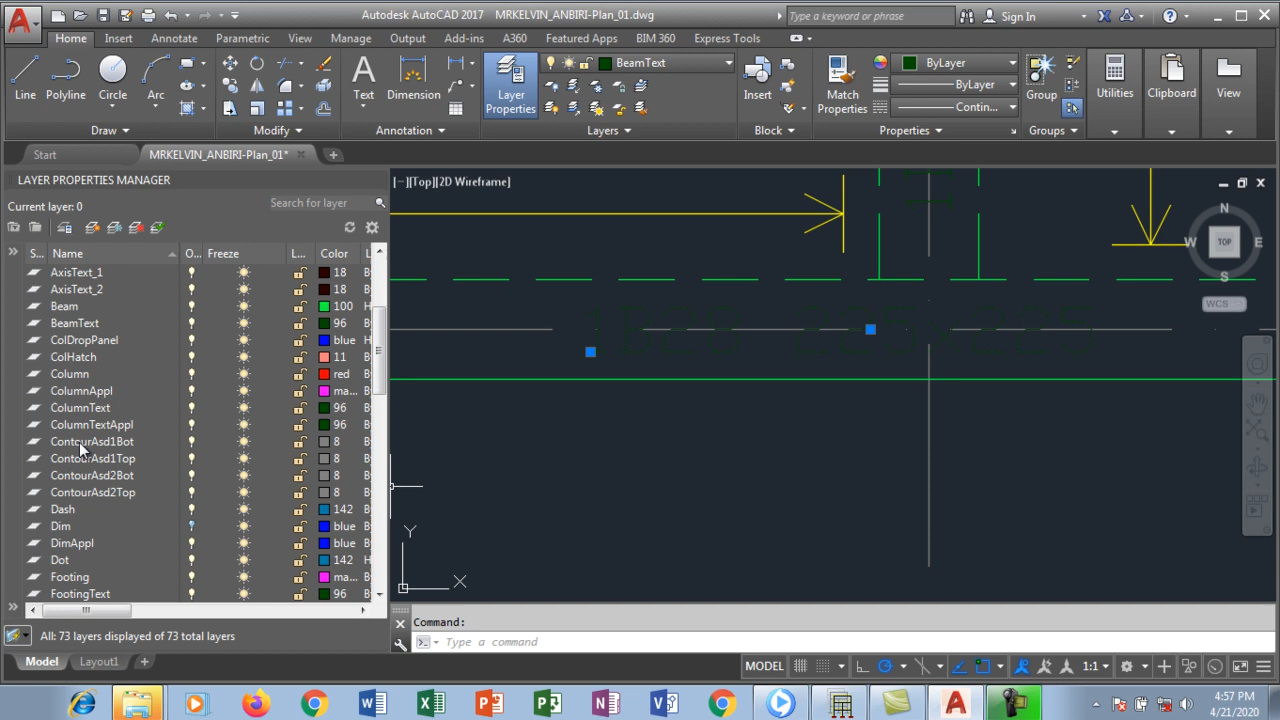 Autodesk AutoCAD 2017 MRKELVIN_ANBIRI-Plan_01.dwg
Type a keyword or phrase
Sign In
Home Insert Annotate Parametric View Manage Output Add-ins A360 Featured Apps BIM 360 Express Tools
Line Polyline Circle Arc
Text Dimension
Layer Properties
BeamText
Insert
Match Properties
ByLayer
ByLayer
Contin...
Group
Utilities
Clipboard
View
Draw Modify Annotation Layers Block Properties Groups
Start MRKELVIN_ANBIRI-Plan_01*
LAYER PROPERTIES MANAGER
Current layer: 0
Search for layer
S... Name O... Freeze L... Color L
AxisText_1 18 B
AxisText_2 18 B
Beam 100 H
BeamText 96 B
ColDropPanel blue B
ColHatch 11 B
Column red B
ColumnAppl ma... B
ColumnText 96 B
ColumnTextAppl 96 B
ContourAsd1Bot 8 B
ContourAsd1Top 8 B
ContourAsd2Bot 8 B
ContourAsd2Top 8 B
Dash 142 H
Dim blue B
DimAppl blue B
Dot 142 H
Footing ma... B
FootingText 96 B
All: 73 layers displayed of 73 total layers
[−][Top][2D Wireframe]
N
W TOP E
S
WCS
Y
X
Command:
Type a command
Model Layout1
MODEL
1:1
4:57 PM
4/21/2020